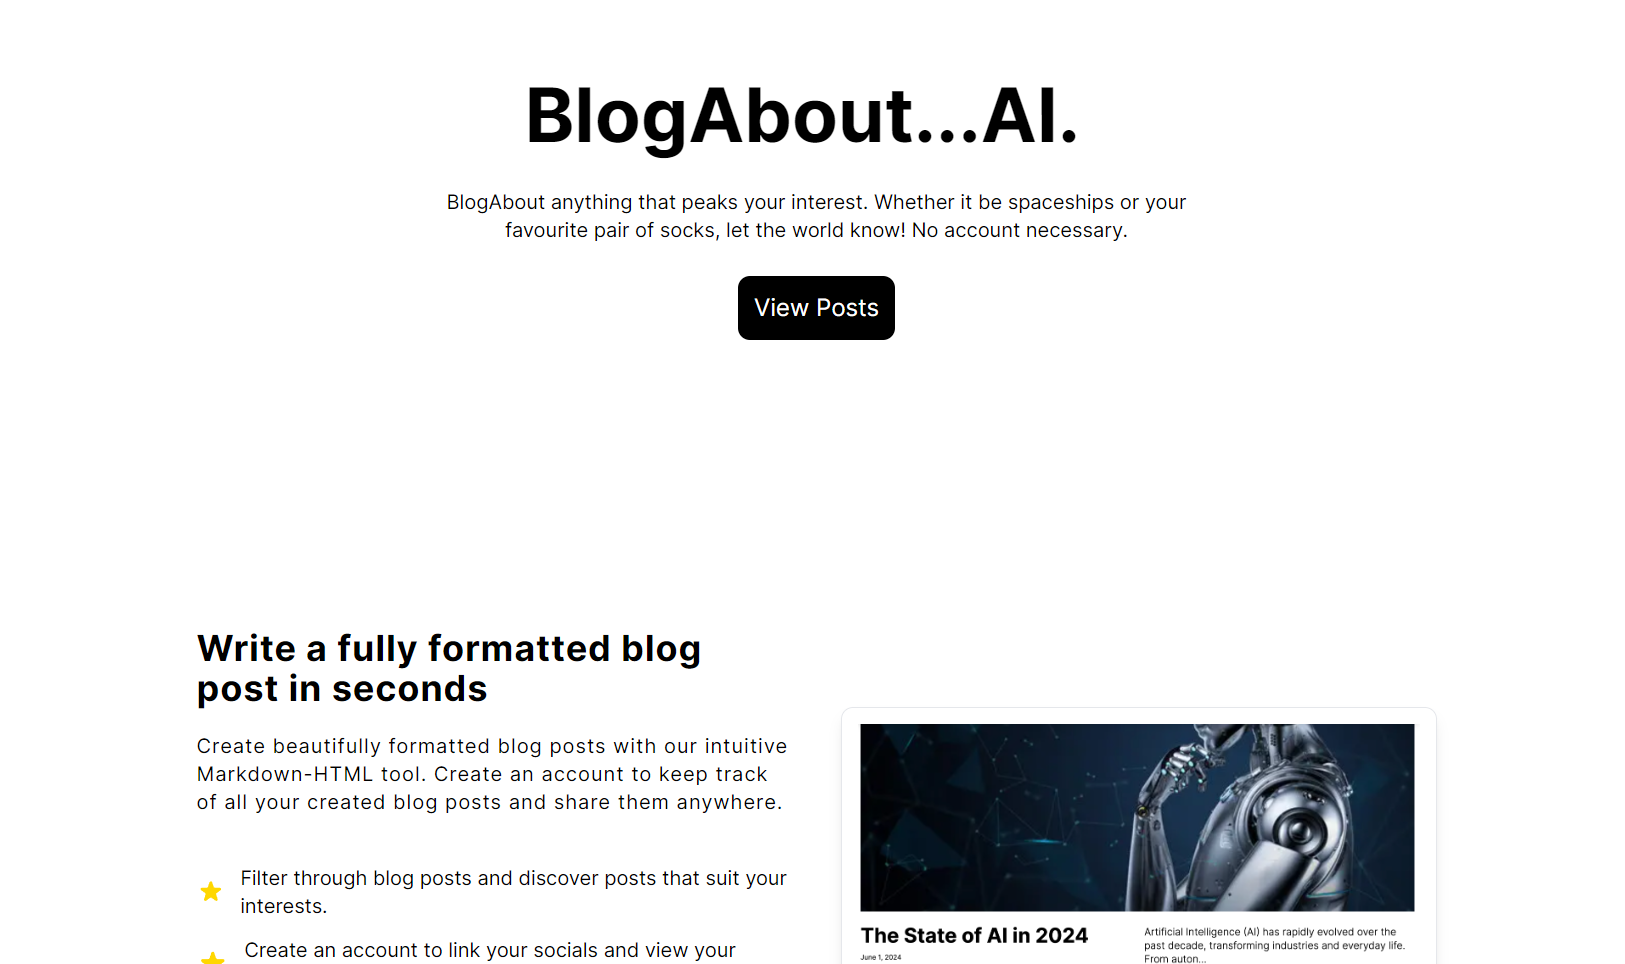 BlogAbout...AI.
BlogAbout anything that peaks your interest. Whether it be spaceships or your
favourite pair of socks, let the world know! No account necessary.
View Posts
Write a fully formatted blog
post in seconds
Create beautifully formatted blog posts with our intuitive
Markdown-HTML tool. Create an account to keep track
of all your created blog posts and share them anywhere.
Filter through blog posts and discover posts that suit your
interests.
Create an account to link your socials and view your
The State of AI in 2024
June 1, 2024
Artificial Intelligence (AI) has rapidly evolved over the
past decade, transforming industries and everyday life.
From auton...